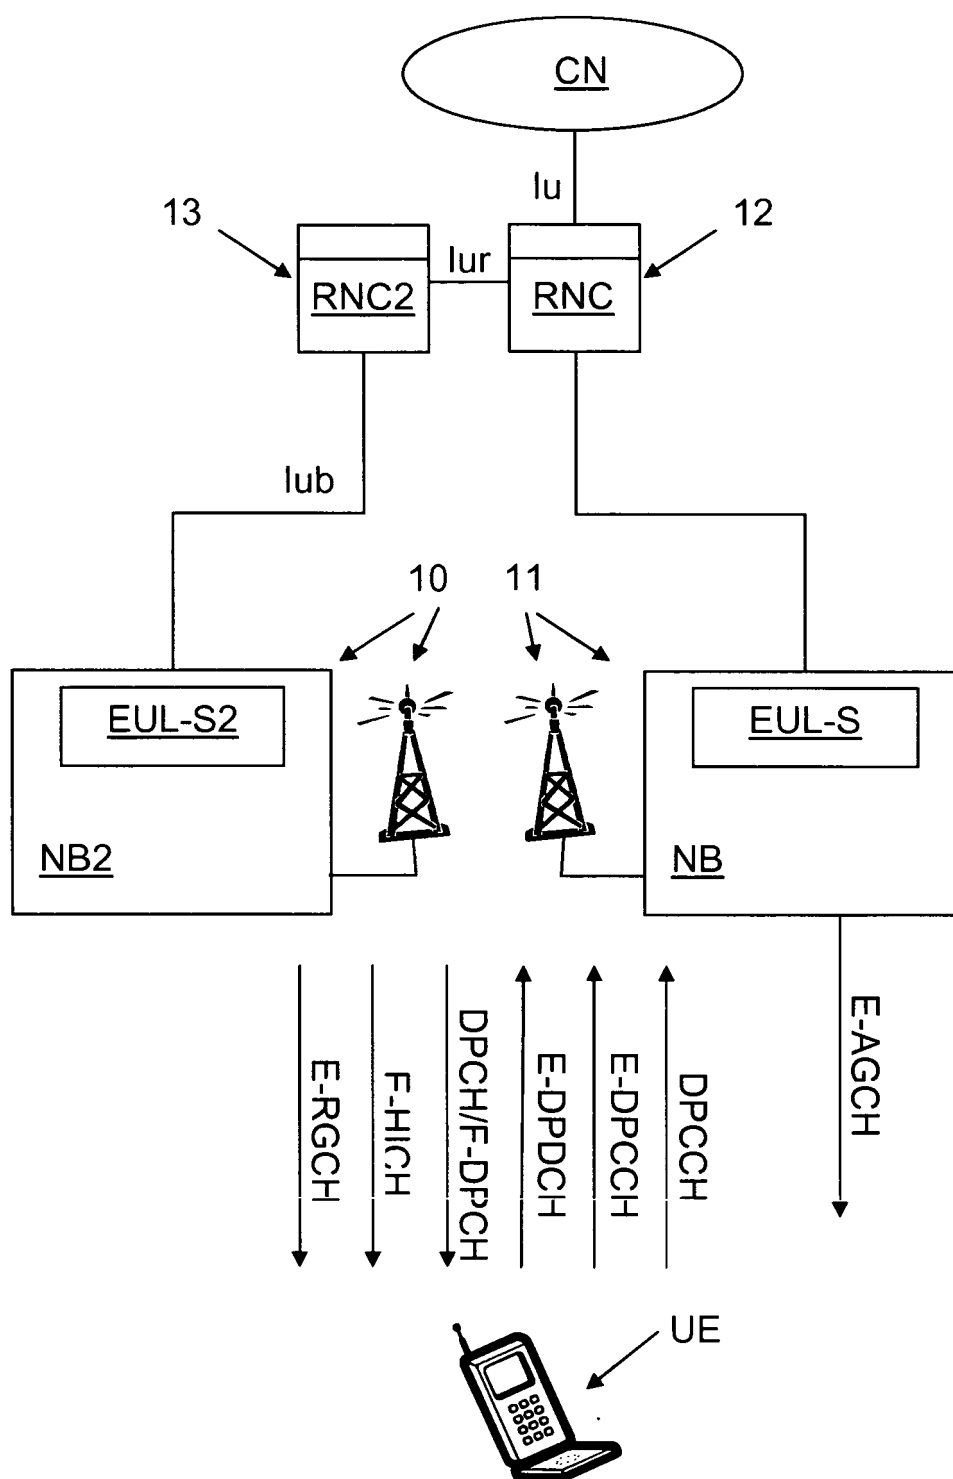 CN
Iu
13
12
Iur
RNC2
RNC
Iub
10
11
EUL-S2
EUL-S
NB2
NB
E-RGCH
F-HICH
DPCH/F-DPCH
E-DPDCH
E-DPCCH
DPCCH
E-AGCH
UE